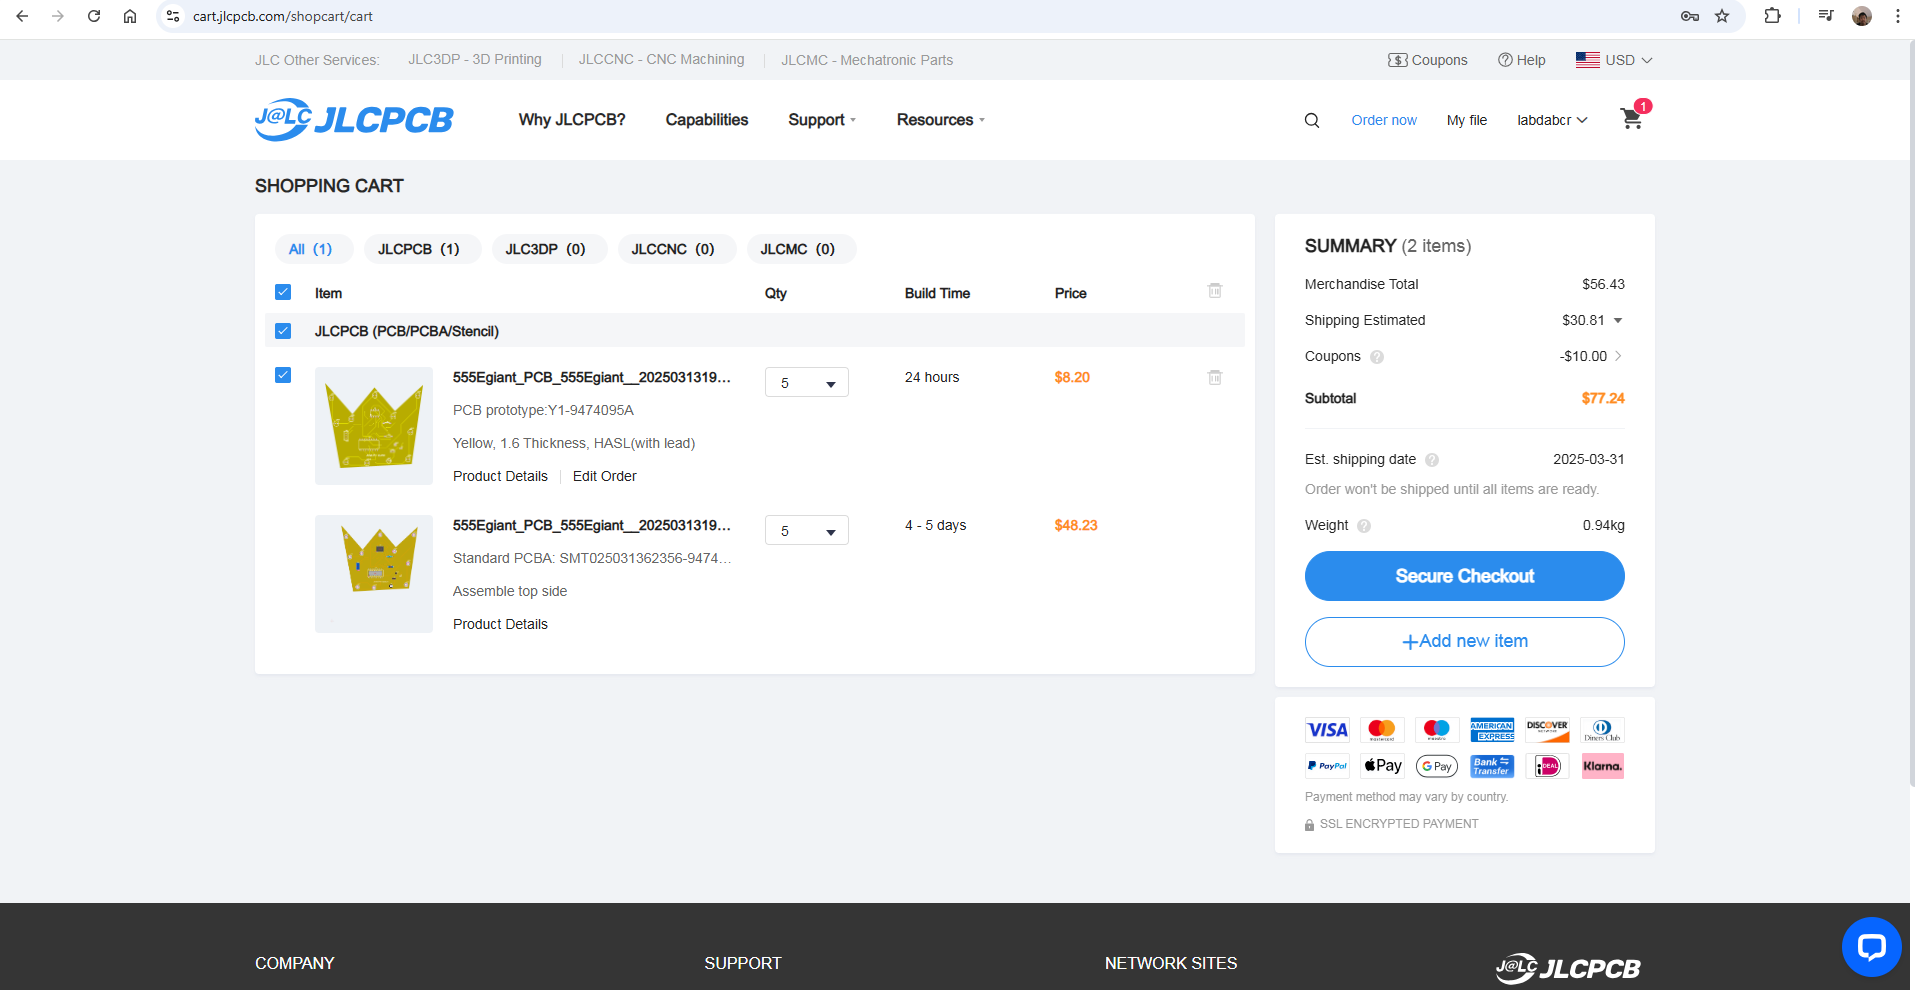 cart.jlcpcb.com/shopcart/cart
JLC Other Services: JLC3DP - 3D Printing JLCCNC - CNC Machining JLCMC - Mechatronic Parts Coupons Help USD
J@LC JLCPCB Why JLCPCB? Capabilities Support Resources Order now My file labdabcr 1
SHOPPING CART
All (1) JLCPCB (1) JLC3DP (0) JLCCNC (0) JLCMC (0)
Item Qty Build Time Price
JLCPCB (PCB/PCBA/Stencil)
555Egiant_PCB_555Egiant__2025031319... 5 24 hours $8.20
PCB prototype:Y1-9474095A
Yellow, 1.6 Thickness, HASL(with lead)
Product Details Edit Order
555Egiant_PCB_555Egiant__2025031319... 5 4 - 5 days $48.23
Standard PCBA: SMT025031362356-9474...
Assemble top side
Product Details
SUMMARY (2 items)
Merchandise Total $56.43
Shipping Estimated $30.81
Coupons ? -$10.00
Subtotal $77.24
Est. shipping date ? 2025-03-31
Order won't be shipped until all items are ready.
Weight ? 0.94kg
Secure Checkout
+Add new item
VISA mastercard maestro AMERICAN EXPRESS DISCOVER NETWORK Diners Club
PayPal Pay G Pay Bank Transfer iDEAL Klarna.
Payment method may vary by country.
SSL ENCRYPTED PAYMENT
COMPANY SUPPORT NETWORK SITES J@LC JLCPCB